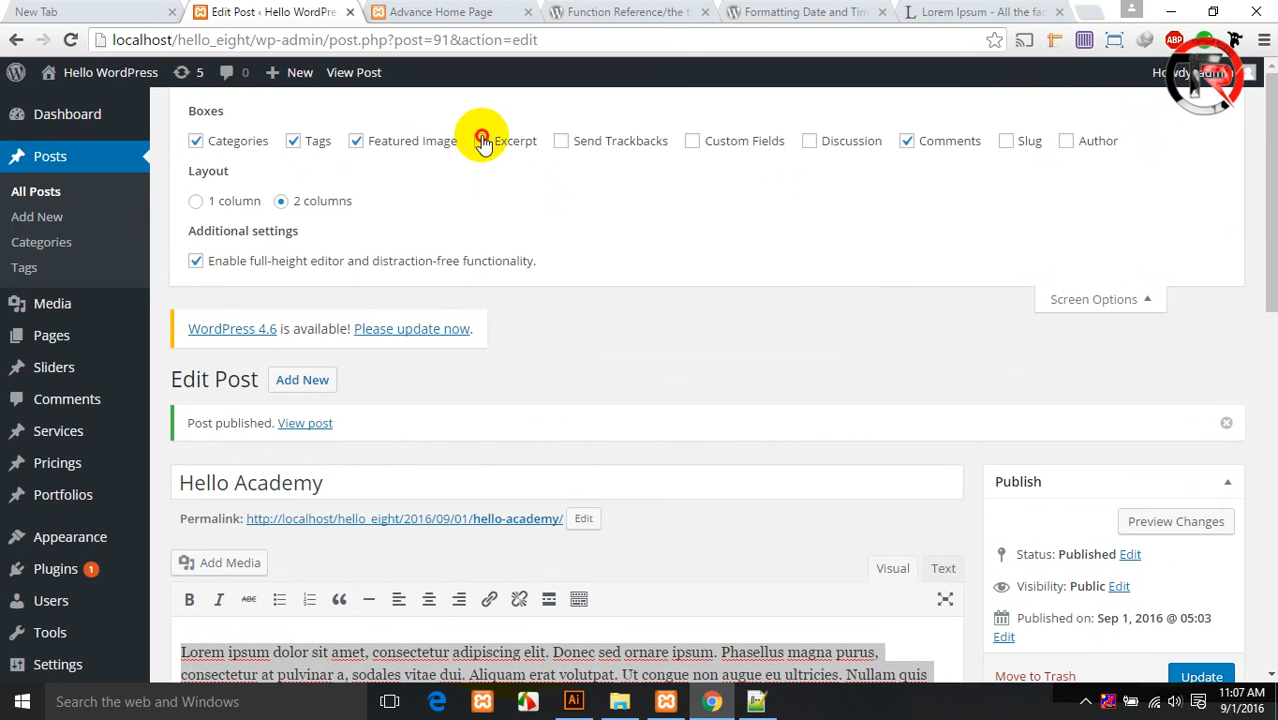 New Tab
Edit Post ‹ Hello WordPre
Advance Home Page
Function Reference/the t
Formatting Date and Tim
Lorem Ipsum - All the fac
localhost/hello_eight/wp-admin/post.php?post=91&action=edit
ABP
Hello WordPress 5 0 New View Post
Howdy, admin
Dashboard
Posts
All Posts
Add New
Categories
Tags
Media
Pages
Sliders
Comments
Services
Pricings
Portfolios
Appearance
Plugins 1
Users
Tools
Settings
Boxes
Categories Tags Featured Image Excerpt Send Trackbacks Custom Fields Discussion Comments Slug Author
Layout
1 column 2 columns
Additional settings
Enable full-height editor and distraction-free functionality.
Screen Options
WordPress 4.6 is available! Please update now.
Edit Post Add New
Post published. View post
Hello Academy
Permalink: http://localhost/hello_eight/2016/09/01/hello-academy/ Edit
Add Media
Visual Text
B I ABC
Lorem ipsum dolor sit amet, consectetur adipiscing elit. Donec sed ornare ipsum. Phasellus magna purus,
consectetur at pulvinar a, sodales vitae dui. Aliquam erat volutpat. Ut congue non augue eu ultricies. Nullam quis
Publish
Preview Changes
Status: Published Edit
Visibility: Public Edit
Published on: Sep 1, 2016 @ 05:03
Edit
Move to Trash
Update
Search the web and Windows
Ai
11:07 AM
9/1/2016